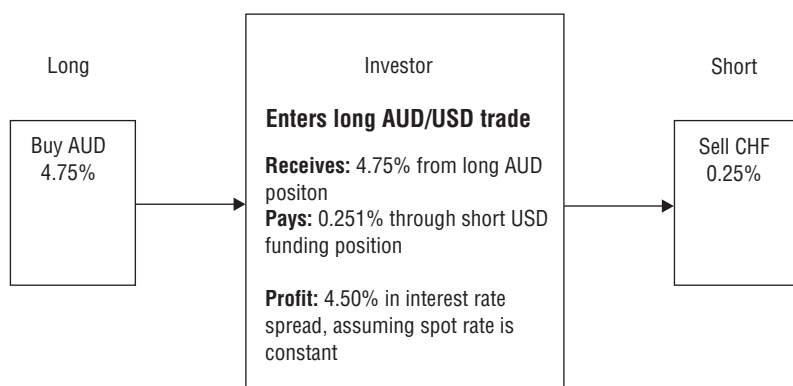 Long
Investor
Short
Buy AUD
4.75%
Enters long AUD/USD trade
Receives: 4.75% from long AUD
positon
Pays: 0.251% through short USD
funding position
Profit: 4.50% in interest rate
spread, assuming spot rate is
constant
Sell CHF
0.25%